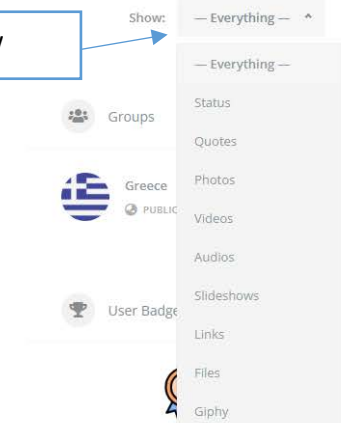 Show: — Everything —
— Everything —
Status
Quotes
Photos
Videos
Audios
Slideshows
Links
Files
Giphy
Groups
Greece
PUBLIC
User Badge